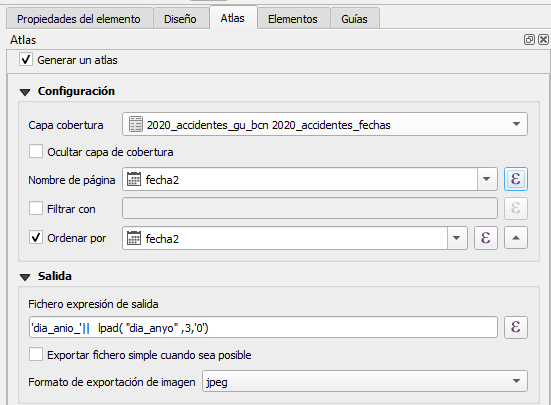 Propiedades del elemento Diseño Atlas Elementos Guías
Atlas
Generar un atlas
Configuración
Capa cobertura 2020_accidentes_gu_bcn 2020_accidentes_fechas
Ocultar capa de cobertura
Nombre de página fecha2 ε
Filtrar con ε
Ordenar por fecha2 ε
Salida
Fichero expresión de salida
'dia_anio_'||  lpad( "dia_anyo" ,3,'0') ε
Exportar fichero simple cuando sea posible
Formato de exportación de imagen jpeg